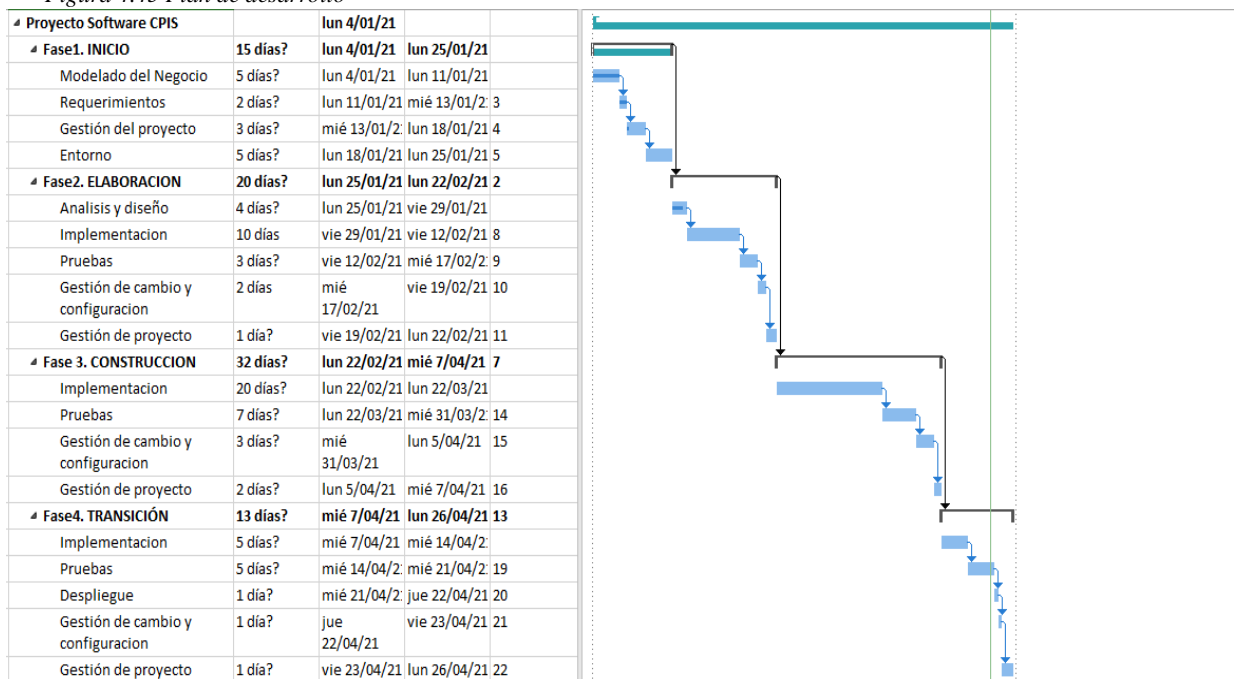 Figura 4.45 Plan de desarrollo
Proyecto Software CPIS lun 4/01/21
Fase1. INICIO 15 días? lun 4/01/21 lun 25/01/21
Modelado del Negocio 5 días? lun 4/01/21 lun 11/01/21
Requerimientos 2 días? lun 11/01/21 mié 13/01/2 3
Gestión del proyecto 3 días? mié 13/01/2 lun 18/01/21 4
Entorno 5 días? lun 18/01/21 lun 25/01/21 5
Fase2. ELABORACION 20 días? lun 25/01/21 lun 22/02/21 2
Analisis y diseño 4 días? lun 25/01/21 vie 29/01/21
Implementacion 10 días vie 29/01/21 vie 12/02/21 8
Pruebas 3 días? vie 12/02/21 mié 17/02/2 9
Gestión de cambio y 2 días mié vie 19/02/21 10
configuracion 17/02/21
Gestión de proyecto 1 día? vie 19/02/21 lun 22/02/21 11
Fase 3. CONSTRUCCION 32 días? lun 22/02/21 mié 7/04/21 7
Implementacion 20 días? lun 22/02/21 lun 22/03/21
Pruebas 7 días? lun 22/03/21 mié 31/03/2 14
Gestión de cambio y 3 días? mié lun 5/04/21 15
configuracion 31/03/21
Gestión de proyecto 2 días? lun 5/04/21 mié 7/04/21 16
Fase4. TRANSICIÓN 13 días? mié 7/04/21 lun 26/04/21 13
Implementacion 5 días? mié 7/04/21 mié 14/04/2
Pruebas 5 días? mié 14/04/2 mié 21/04/2 19
Despliegue 1 día? mié 21/04/2 jue 22/04/21 20
Gestión de cambio y 1 día? jue vie 23/04/21 21
configuracion 22/04/21
Gestión de proyecto 1 día? vie 23/04/21 lun 26/04/21 22